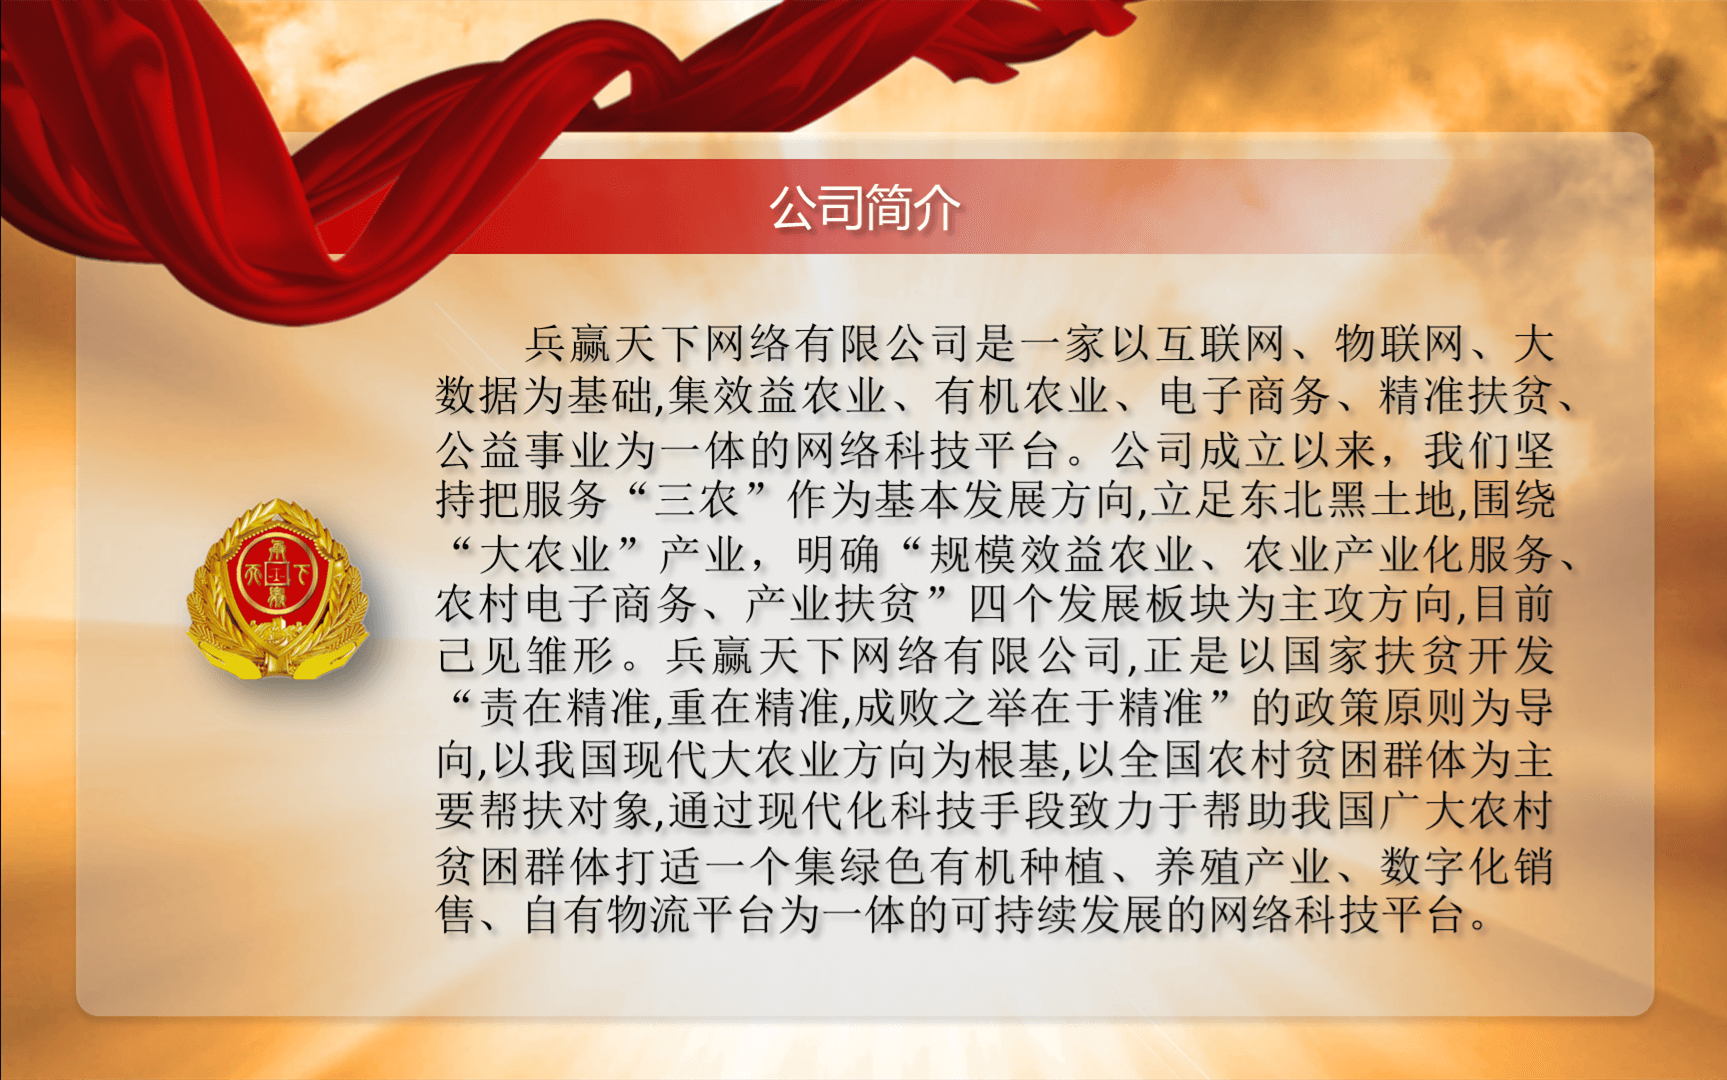 公司简介
兵赢天下网络有限公司是一家以互联网、物联网、大
数据为基础,集效益农业、有机农业、电子商务、精准扶贫、
公益事业为一体的网络科技平台。公司成立以来，我们坚
持把服务“三农”作为基本发展方向,立足东北黑土地,围绕
“大农业”产业，明确“规模效益农业、农业产业化服务、
农村电子商务、产业扶贫”四个发展板块为主攻方向,目前
己见雏形。兵赢天下网络有限公司,正是以国家扶贫开发
“责在精准,重在精准,成败之举在于精准”的政策原则为导
向,以我国现代大农业方向为根基,以全国农村贫困群体为主
要帮扶对象,通过现代化科技手段致力于帮助我国广大农村
贫困群体打适一个集绿色有机种植、养殖产业、数字化销
售、自有物流平台为一体的可持续发展的网络科技平台。